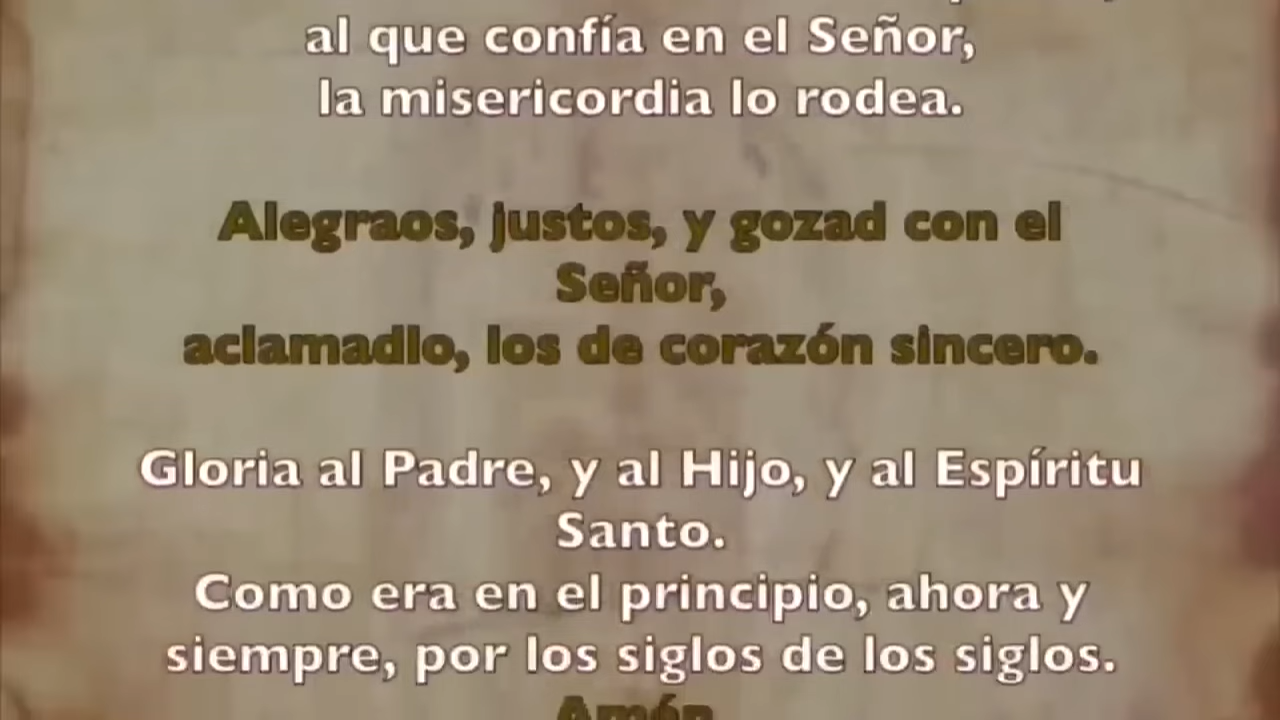 al que confía en el Señor,
la misericordia lo rodea.
Alegraos, justos, y gozad con el
Señor,
aclamadlo, los de corazón sincero.
Gloria al Padre, y al Hijo, y al Espíritu
Santo.
Como era en el principio, ahora y
siempre, por los siglos de los siglos.
Amén